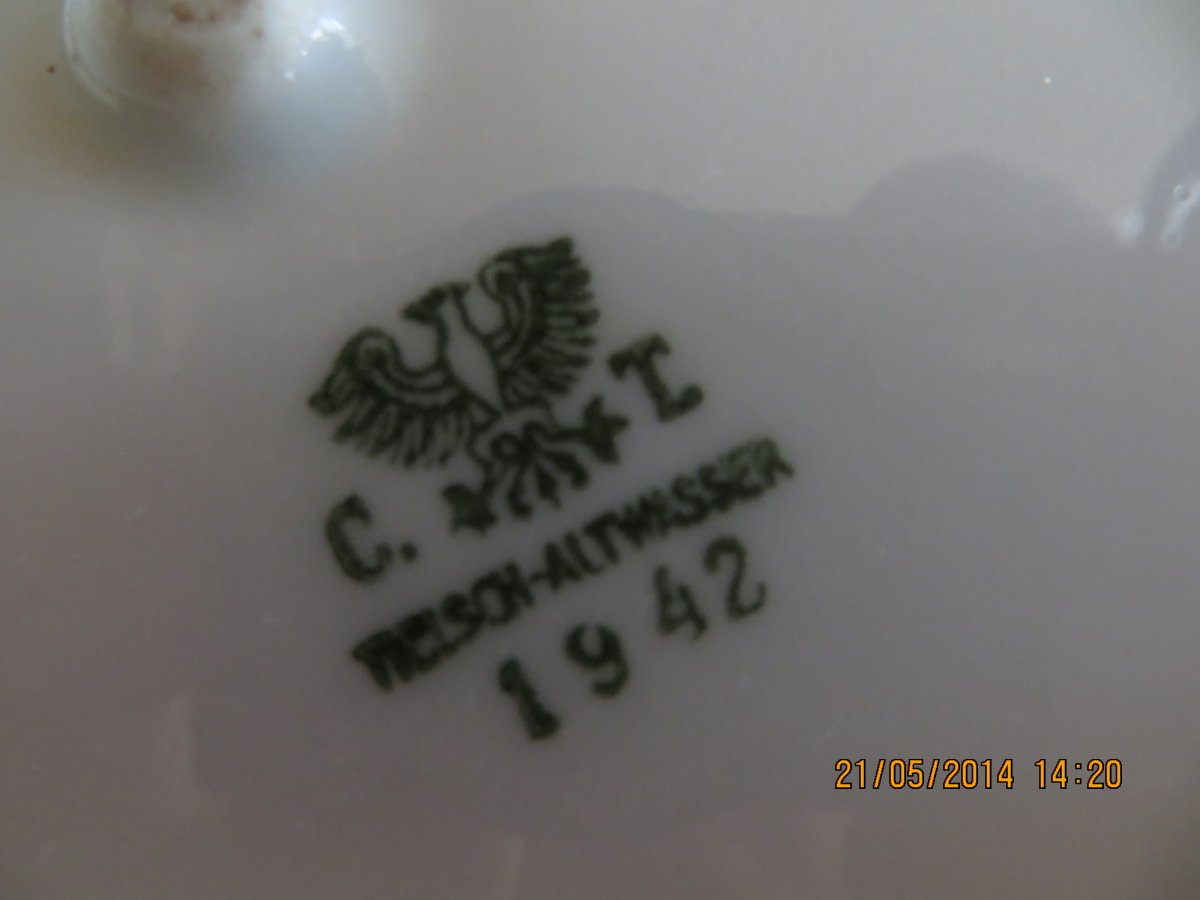 C. T
TIELSCH-ALTWASSER
1942
21/05/2014 14:20